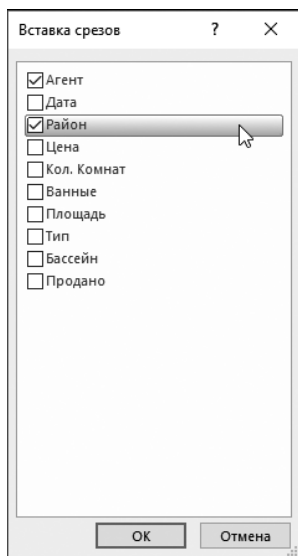 Вставка срезов ? ×
Агент
Дата
Район
Цена
Кол. Комнат
Ванные
Площадь
Тип
Бассейн
Продано
ОК Отмена